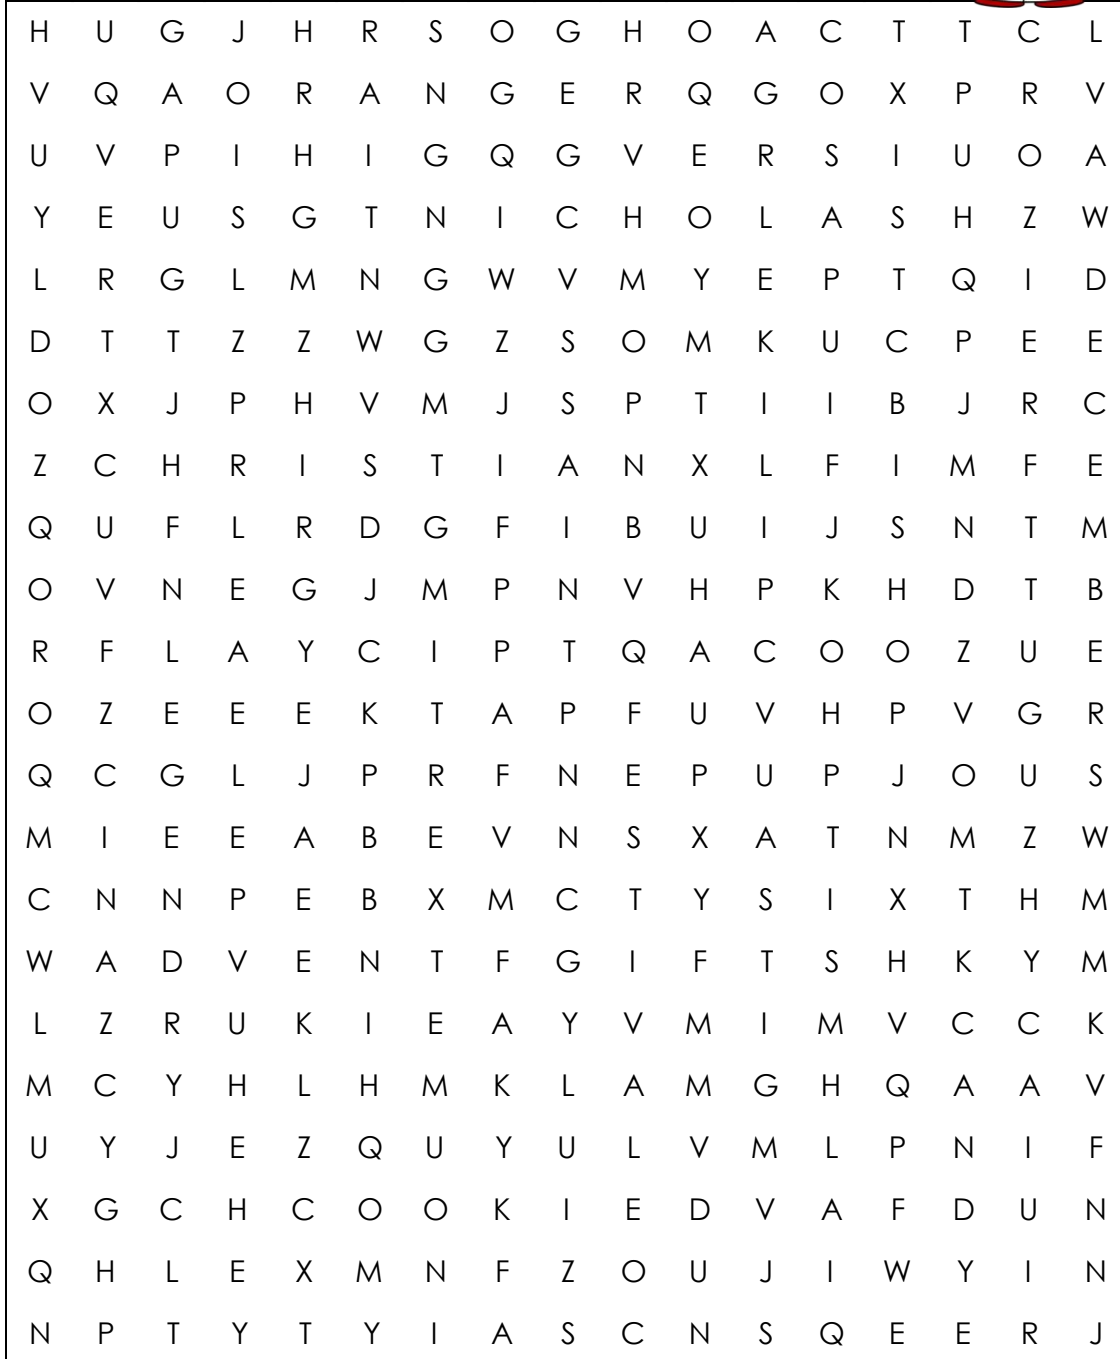 H U G J H R S O G H O A C T T C L
V Q A O R A N G E R Q G O X P R V
U V P I H I G Q G V E R S I U O A
Y E U S G T N I C H O L A S H Z W
L R G L M N G W V M Y E P T Q I D
D T T Z Z W G Z S O M K U C P E E
O X J P H V M J S P T I I B J R C
Z C H R I S T I A N X L F I M F E
Q U F L R D G F I B U I J S N T M
O V N E G J M P N V H P K H D T B
R F L A Y C I P T Q A C O O Z U E
O Z E E E K T A P F U V H P V G R
Q C G L J P R F N E P U P J O U S
M I E E A B E V N S X A T N M Z W
C N N P E B X M C T Y S I X T H M
W A D V E N T F G I F T S H K Y M
L Z R U K I E A Y V M I M V C C K
M C Y H L H M K L A M G H Q A A V
U Y J E Z Q U Y U L V M L P N I F
X G C H C O O K I E D V A F D U N
Q H L E X M N F Z O U J I W Y I N
N P T Y T Y I A S C N S Q E E R J